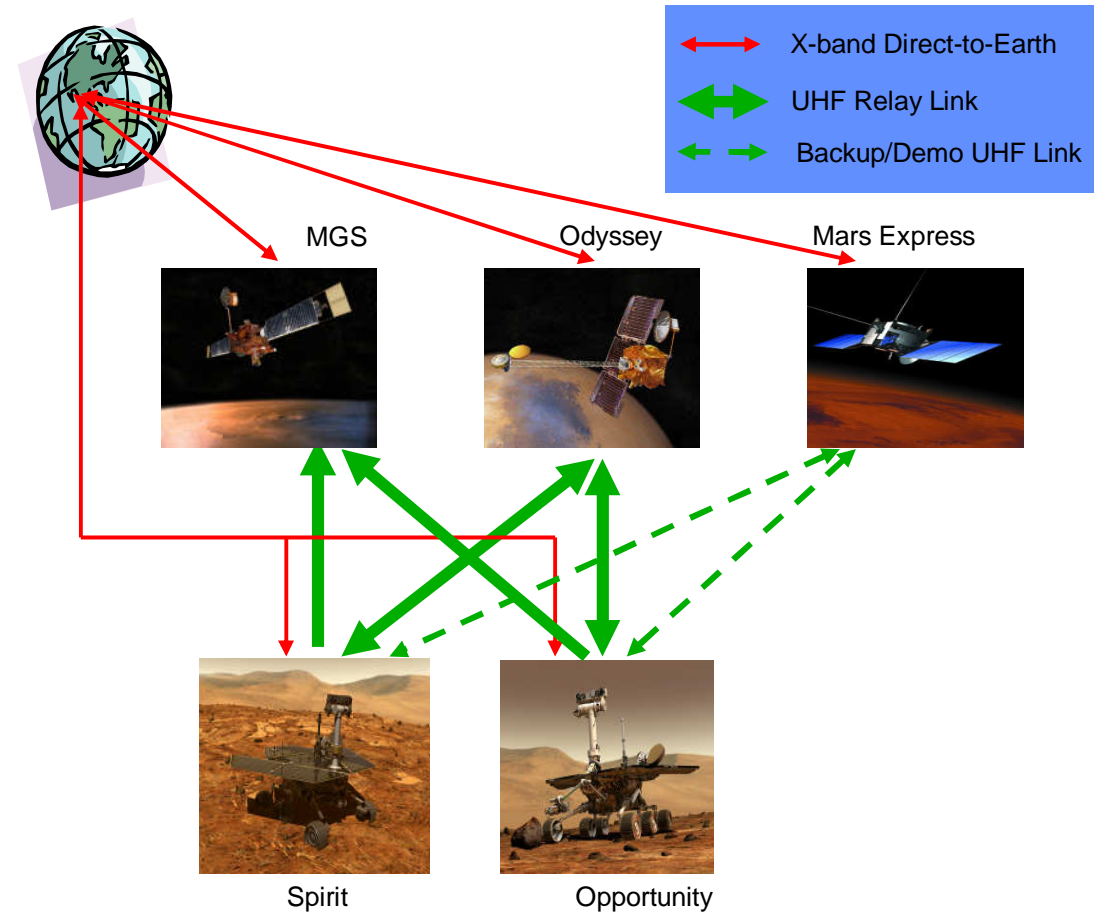 X-band Direct-to-Earth
UHF Relay Link
Backup/Demo UHF Link
MGS
Odyssey
Mars Express
Spirit
Opportunity